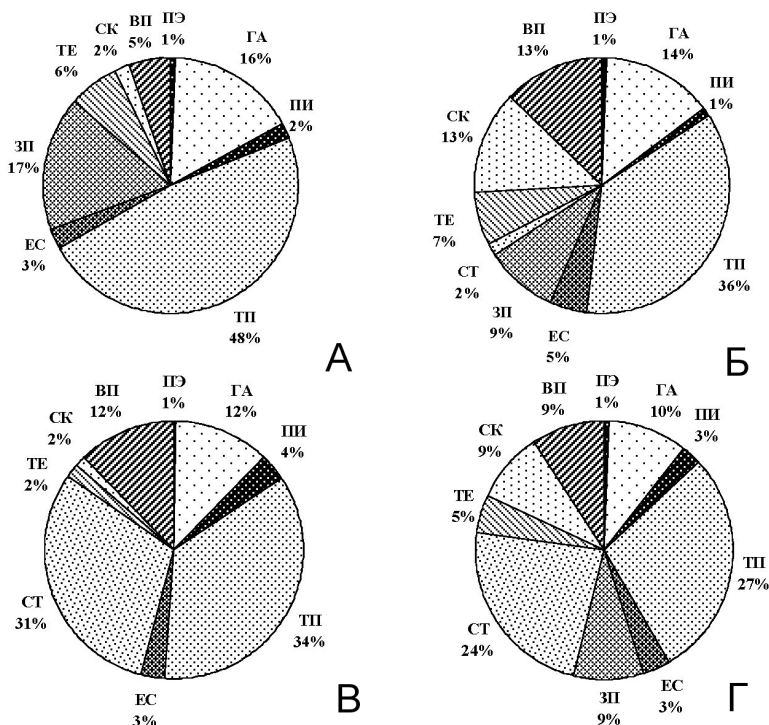 ПЭ
1%
ГА
16%
ПИ
2%
ТП
48%
ЕС
3%
ЗП
17%
ТЕ
6%
СК
2%
ВП
5%
А
ПЭ
1%
ГА
14%
ПИ
1%
ТП
36%
ЕС
5%
ЗП
9%
СТ
2%
ТЕ
7%
СК
13%
ВП
13%
Б
ПЭ
1%
ГА
12%
ПИ
4%
ТП
34%
ЕС
3%
СТ
31%
ТЕ
2%
СК
2%
ВП
12%
В
ПЭ
1%
ГА
10%
ПИ
3%
ТП
27%
ЕС
3%
ЗП
9%
СТ
24%
ТЕ
5%
СК
9%
ВП
9%
Г